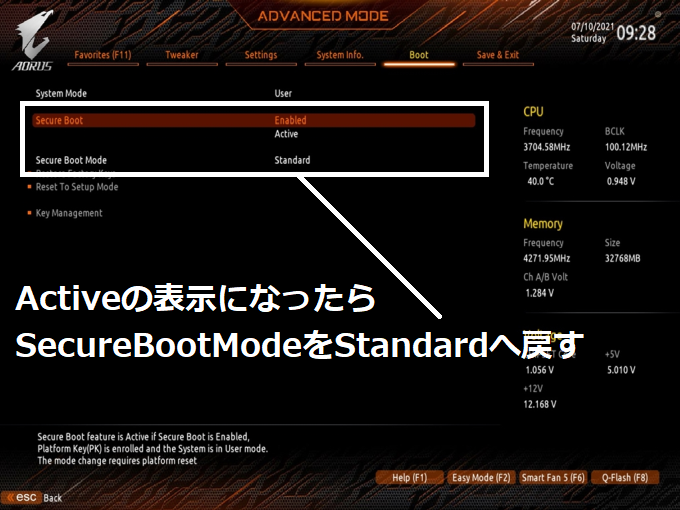 ADVANCED MODE
07/10/2021
Saturday
09:28
AORUS
Favorites (F11)
Tweaker
Settings
System Info.
Boot
Save & Exit
System Mode User
Secure Boot Enabled
Active
Secure Boot Mode Standard
Restore Factory Keys
Reset To Setup Mode
Key Management
CPU
Frequency BCLK
3704.58MHz 100.12MHz
Temperature Voltage
40.0 °C 0.948 V
Memory
Frequency Size
4271.95MHz 32768MB
Ch A/B Volt
1.284 V
Activeの表示になったら
SecureBootModeをStandardへ戻す
+5V
1.056 V 5.010 V
+12V
12.168 V
Secure Boot feature is Active if Secure Boot is Enabled,
Platform Key(PK) is enrolled and the System is in User mode.
The mode change requires platform reset
Help (F1)
Easy Mode (F2)
Smart Fan 5 (F6)
Q-Flash (F8)
esc Back